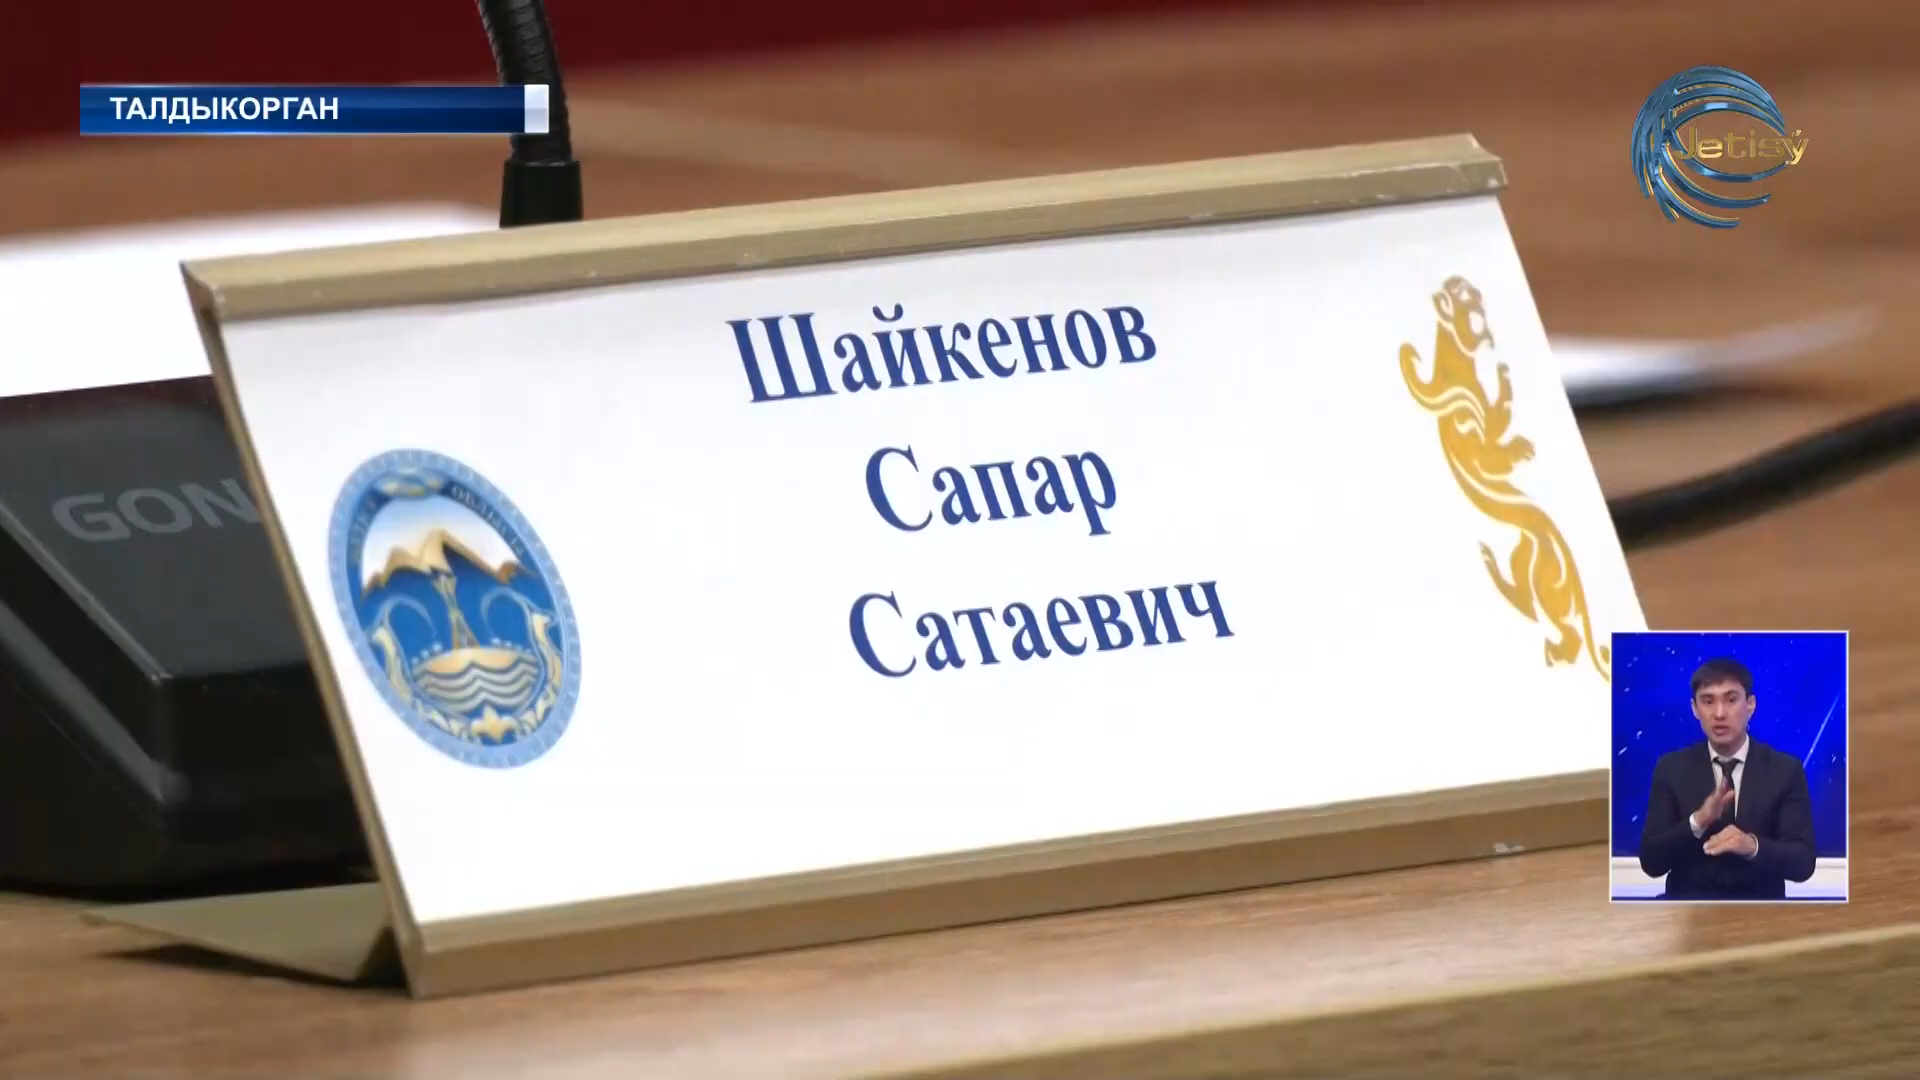 ТАЛДЫКОРГАН
Jetisý
Шайкенов
Сапар
Сатаевич
GON